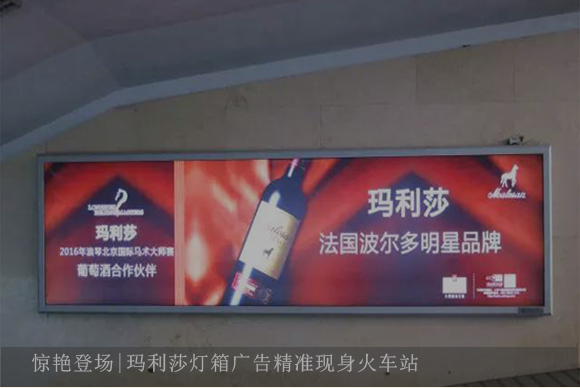 玛利莎
2016年浪琴北京国际马术大师赛
葡萄酒合作伙伴
玛利莎
法国波尔多明星品牌
惊艳登场|玛利莎灯箱广告精准现身火车站